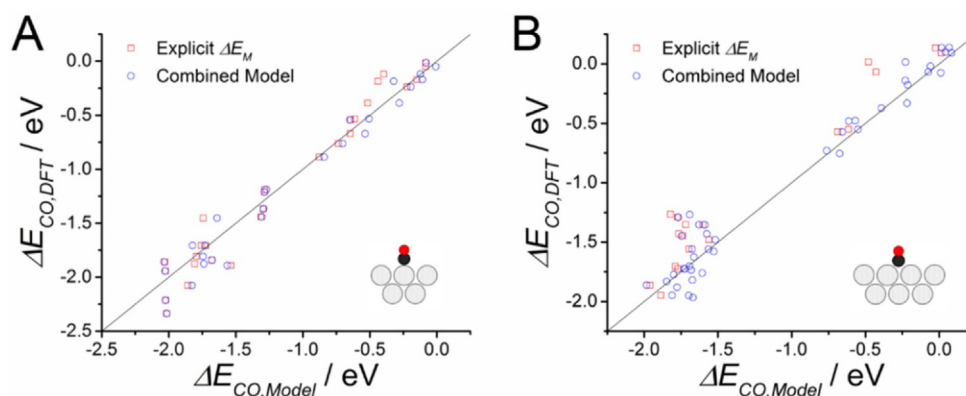 A
Explicit ΔE_M
Combined Model
0.0
-0.5
-1.0
-1.5
-2.0
-2.5
ΔE_CO,DFT / eV
-2.5 -2.0 -1.5 -1.0 -0.5 0.0
ΔE_CO,Model / eV
B
Explicit ΔE_M
Combined Model
0.0
-0.5
-1.0
-1.5
-2.0
ΔE_CO,DFT / eV
-2.0 -1.5 -1.0 -0.5 0.0
ΔE_CO,Model / eV